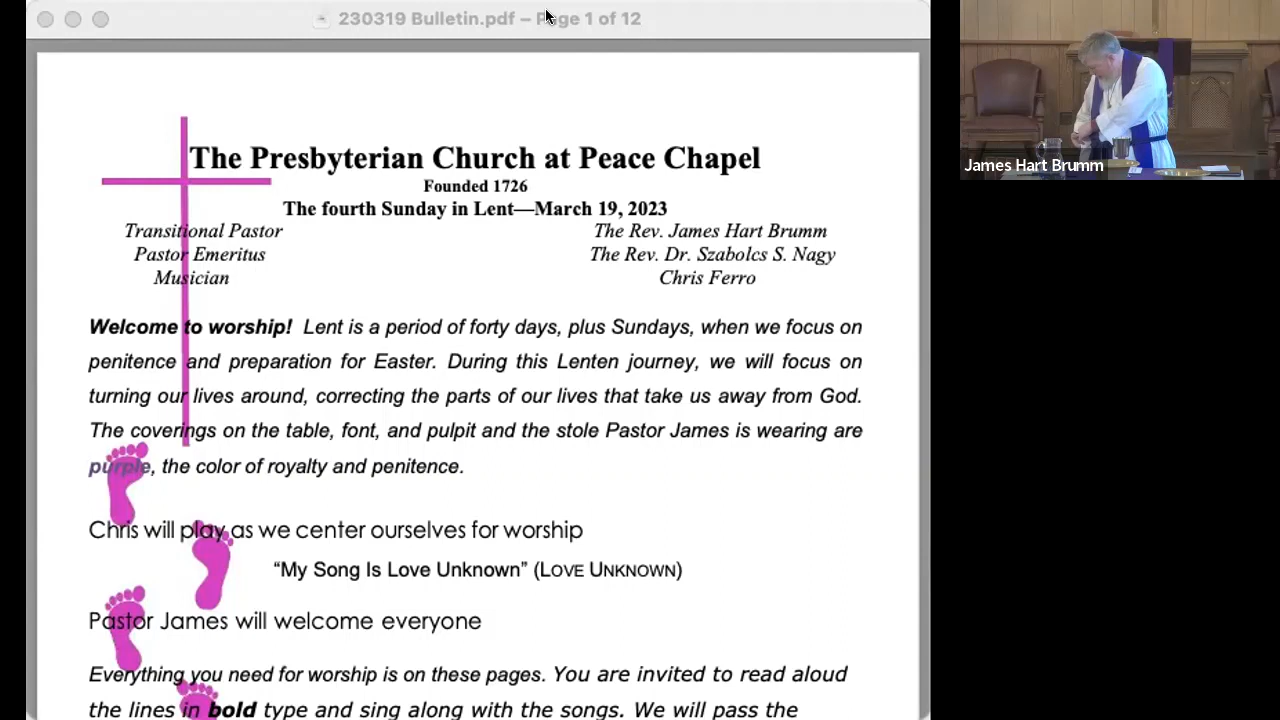 230319 Bulletin.pdf – Page 1 of 12
James Hart Brumm
The Presbyterian Church at Peace Chapel
Founded 1726
The fourth Sunday in Lent—March 19, 2023
Transitional Pastor The Rev. James Hart Brumm
Pastor Emeritus The Rev. Dr. Szabolcs S. Nagy
Musician Chris Ferro
Welcome to worship! Lent is a period of forty days, plus Sundays, when we focus on
penitence and preparation for Easter. During this Lenten journey, we will focus on
turning our lives around, correcting the parts of our lives that take us away from God.
The coverings on the table, font, and pulpit and the stole Pastor James is wearing are
purple, the color of royalty and penitence.
Chris will play as we center ourselves for worship
“My Song Is Love Unknown” (LOVE UNKNOWN)
Pastor James will welcome everyone
Everything you need for worship is on these pages. You are invited to read aloud
the lines in bold type and sing along with the songs. We will pass the